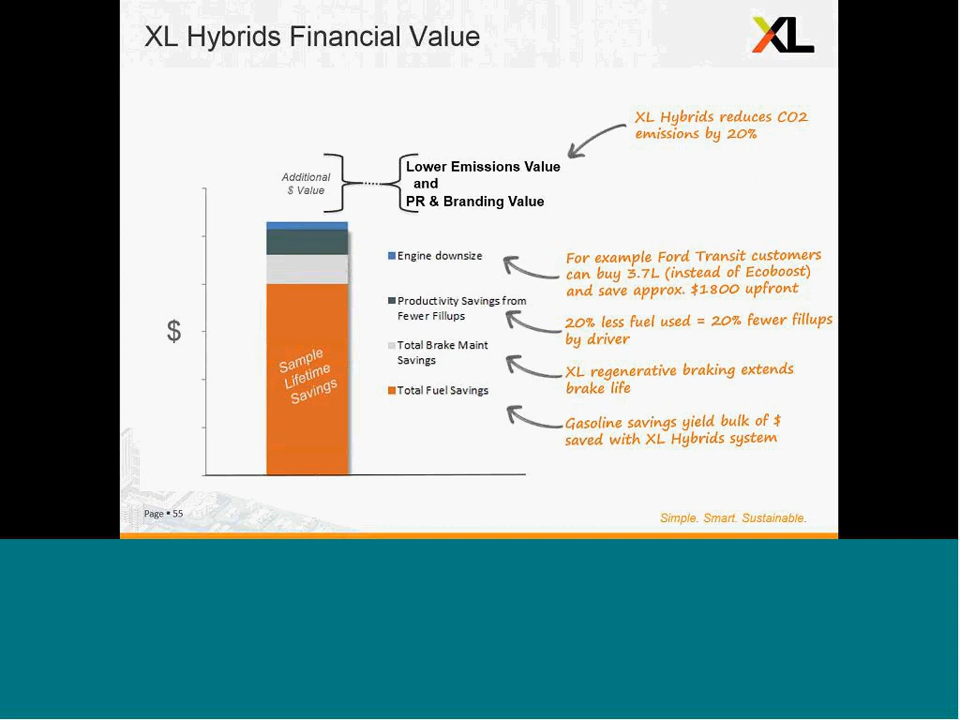 XL Hybrids Financial Value
XL
XL Hybrids reduces CO2
emissions by 20%
Additional
$ Value
Lower Emissions Value
and
PR & Branding Value
Engine downsize
For example Ford Transit customers
can buy 3.7L (instead of Ecoboost)
and save approx. $1800 upfront
Productivity Savings from
Fewer Fillups
20% less fuel used = 20% fewer fillups
by driver
$
Total Brake Maint
Savings
XL regenerative braking extends
brake life
Sample
Lifetime
Savings
Total Fuel Savings
Gasoline savings yield bulk of $
saved with XL Hybrids system
Page ▪ 55
Simple. Smart. Sustainable.